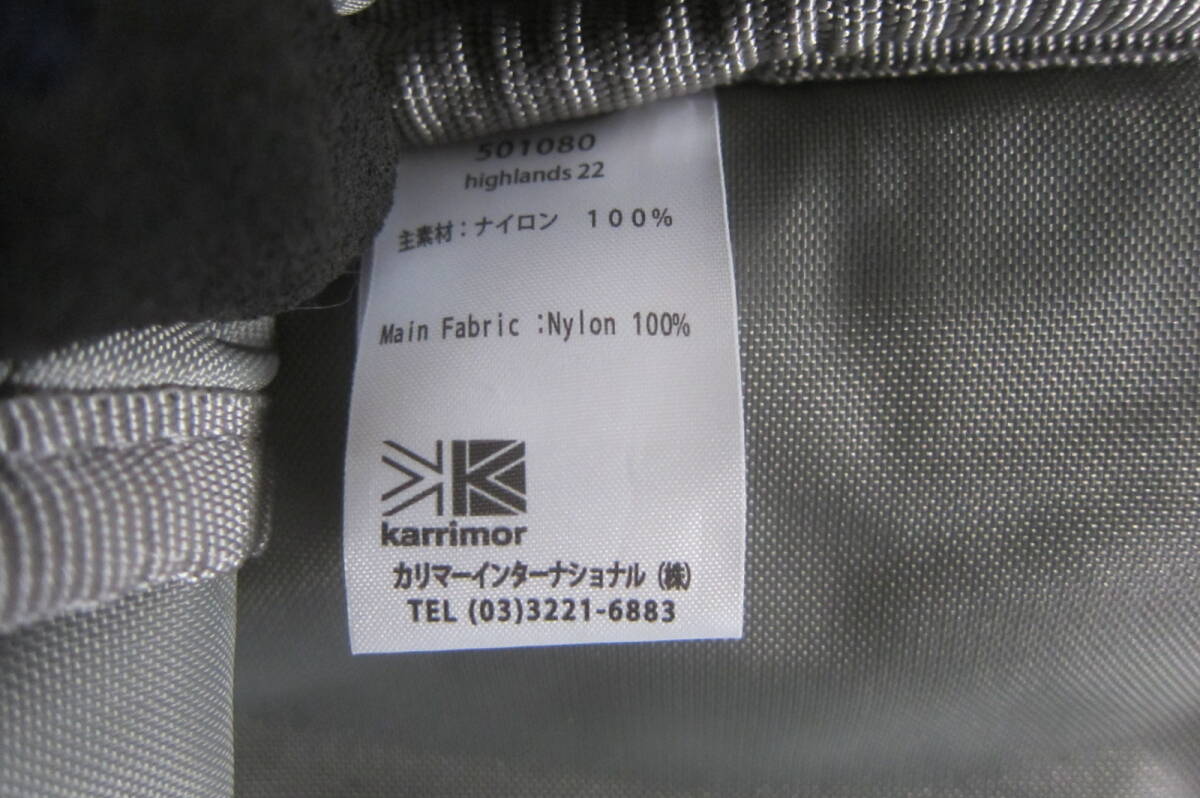 501080
highlands 22
主素材：ナイロン　１００％
Main Fabric :Nylon 100%
karrimor
カリマーインターナショナル（株）
TEL (03)3221-6883